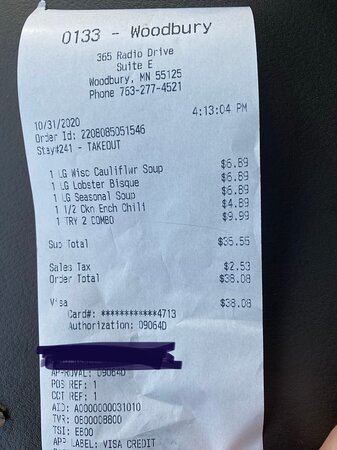 0133 - Woodbury
365 Radio Drive
Suite E
Woodbury, MN 55125
Phone 763-277-4521
4:13:04 PM
10/31/2020
Order Id: 2208085051546
Stay#241 - TAKEOUT
1 LG Wisc Cauliflwr Soup $6.89
1 LG Lobster Bisque $6.89
1 LG Seasonal Soup $6.89
1 1/2 Ckn Ench Chili $4.89
1 TRY 2 COMBO $9.99
Sub Total $35.55
Sales Tax $2.53
Order Total $38.08
Visa $38.08
Card#: ************4713
Authorization: 09064D
APPROVAL: 09064D
POS REF: 1
CCT REF: 1
AID: A0000000031010
TVR: 0800008800
TSI: E800
APP LABEL: VISA CREDIT